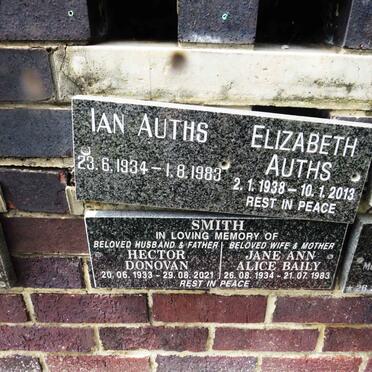 IAN AUTHS
23.6.1934 – 1.8.1983
ELIZABETH
AUTHS
2.1.1938 – 10.1.2013
REST IN PEACE
SMITH
IN LOVING MEMORY OF
BELOVED HUSBAND & FATHER
HECTOR
DONOVAN
20.06.1933 – 29.08.2021
BELOVED WIFE & MOTHER
JANE ANN
ALICE BAILY
26.08.1934 – 21.07.1983
REST IN PEACE